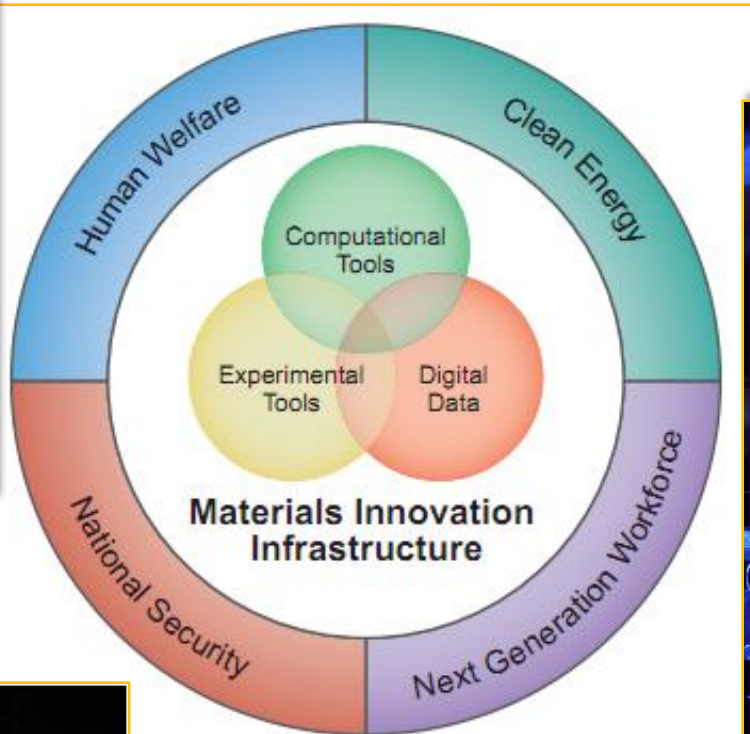 Human Welfare
Clean Energy
Computational
Tools
Experimental
Tools
Digital
Data
Materials Innovation
Infrastructure
National Security
Next Generation Workforce